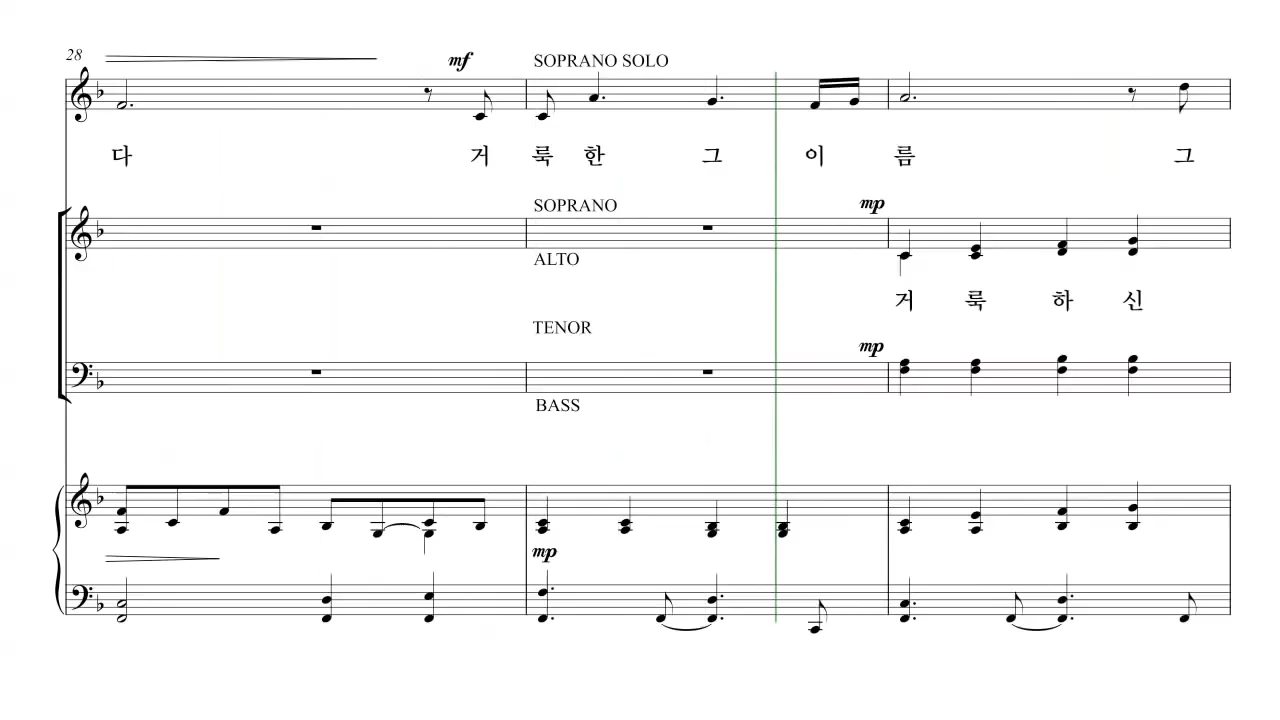 28
mf
SOPRANO SOLO
다 거 룩 한 그 이 름 그
SOPRANO
mp
ALTO
거 룩 하 신
TENOR
mp
BASS
mp